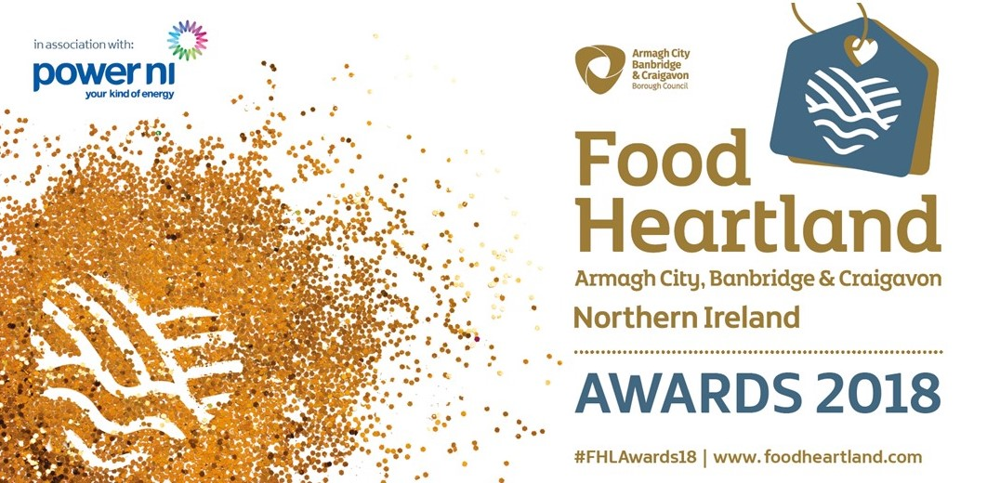 in association with:
power ni
your kind of energy
Armagh City
Banbridge
& Craigavon
Borough Council
Food
Heartland
Armagh City, Banbridge & Craigavon
Northern Ireland
AWARDS 2018
#FHLAwards18 | www.foodheartland.com